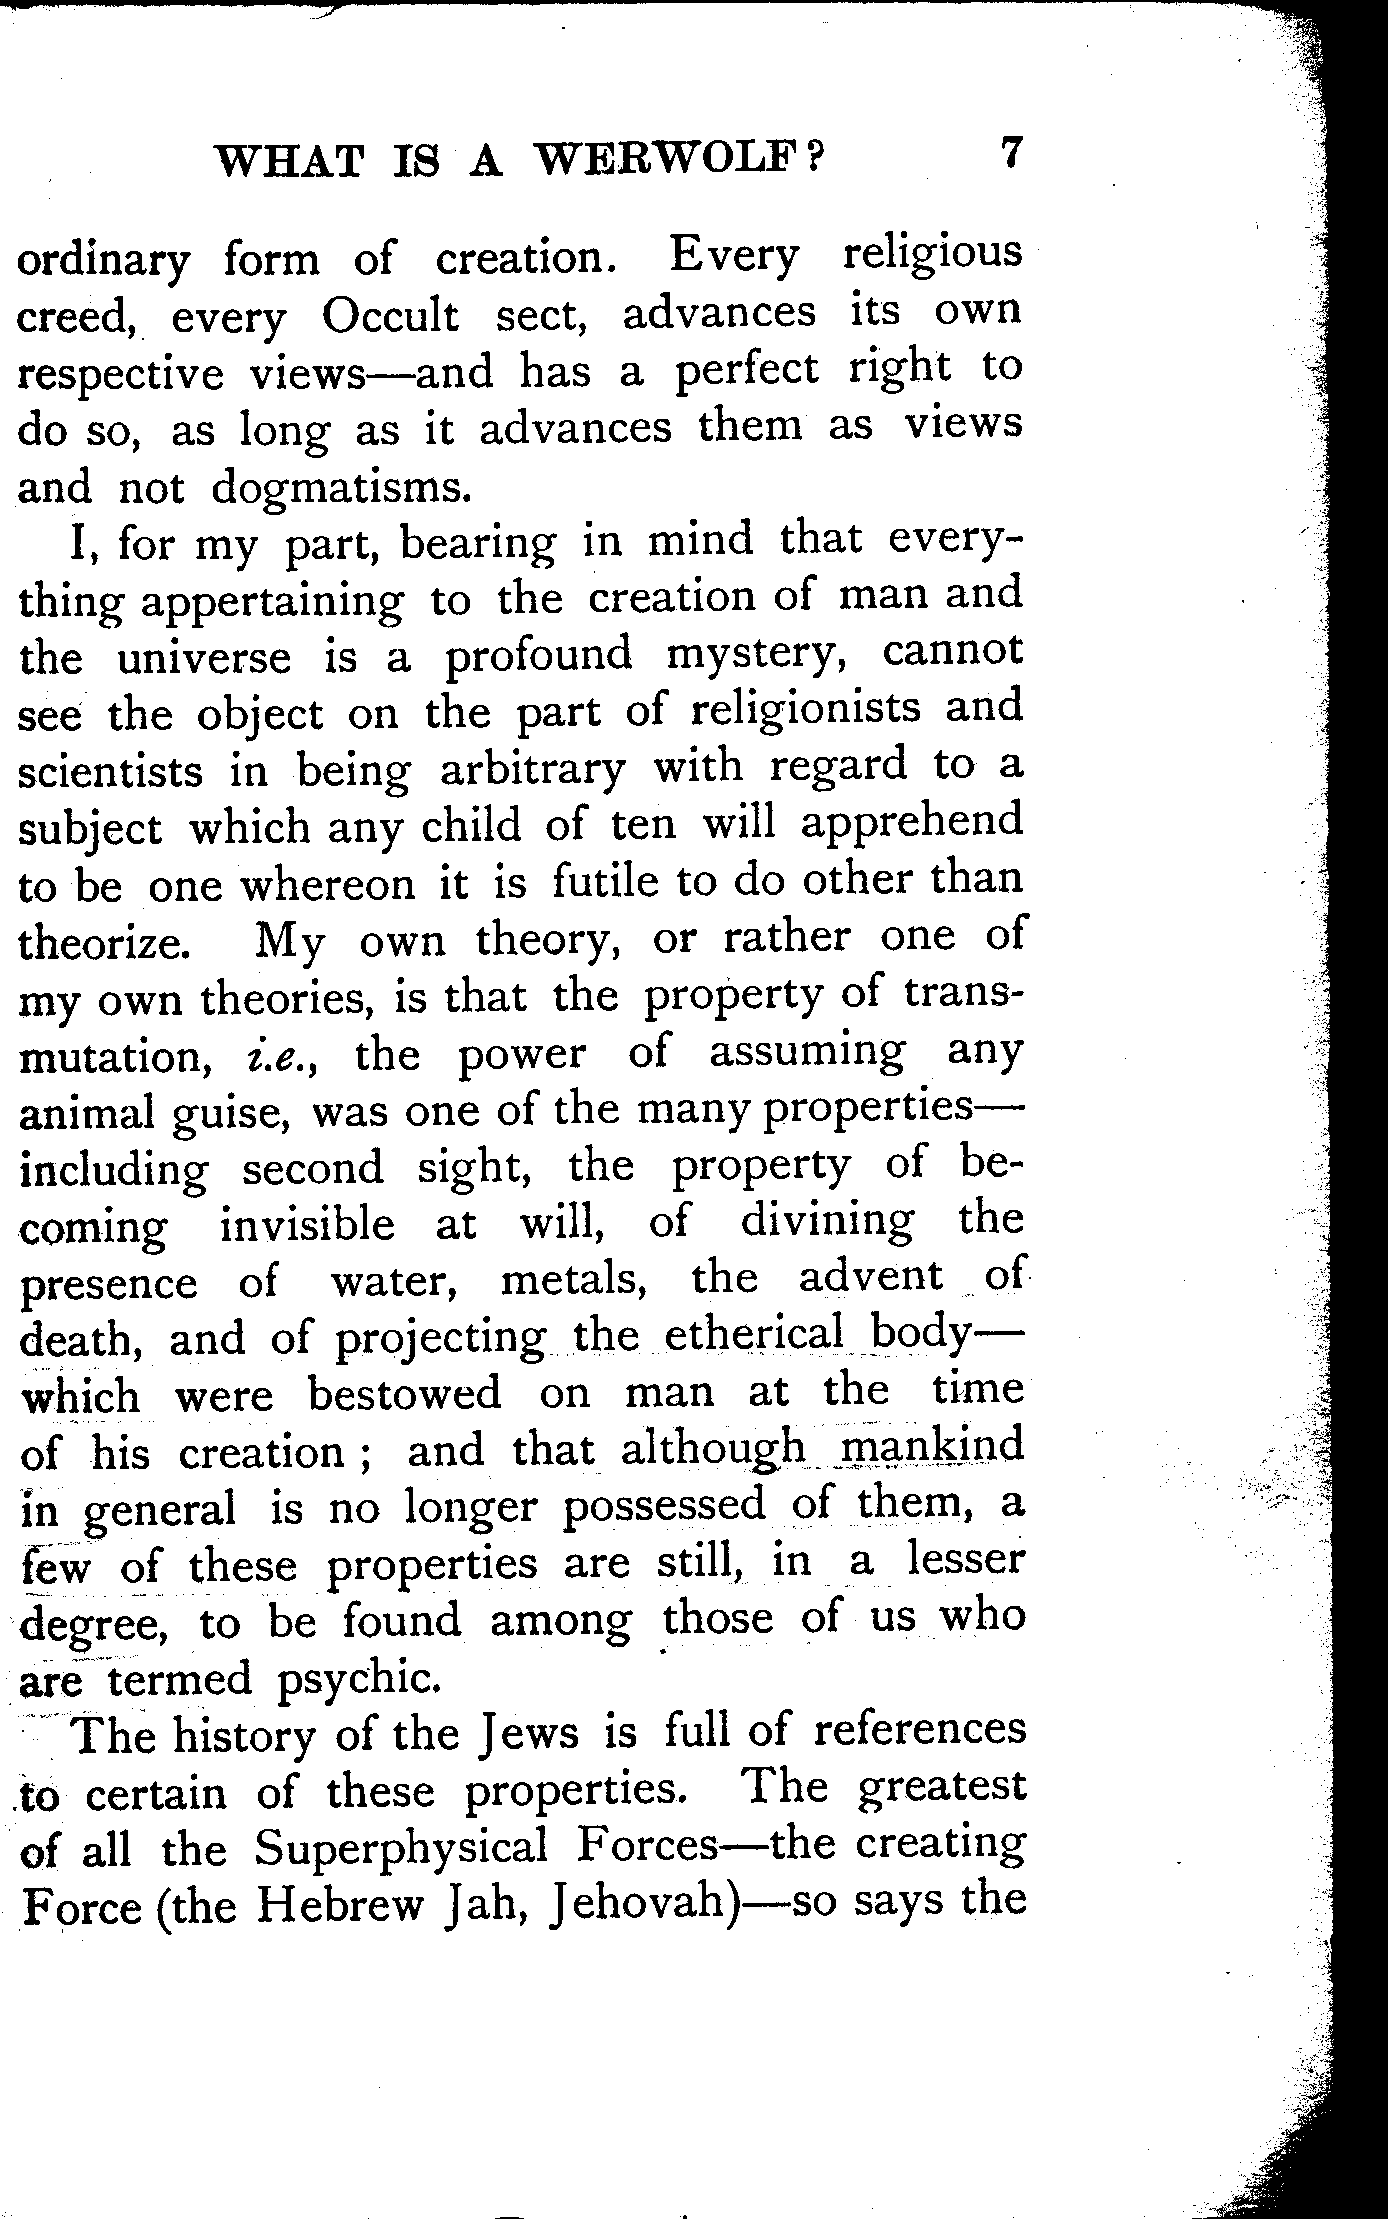 WHAT IS A WERWOLF? 7
ordinary form of creation. Every religious
creed, every Occult sect, advances its own
respective views—and has a perfect right to
do so, as long as it advances them as views
and not dogmatisms.
I, for my part, bearing in mind that every-
thing appertaining to the creation of man and
the universe is a profound mystery, cannot
see the object on the part of religionists and
scientists in being arbitrary with regard to a
subject which any child of ten will apprehend
to be one whereon it is futile to do other than
theorize. My own theory, or rather one of
my own theories, is that the property of trans-
mutation, i.e., the power of assuming any
animal guise, was one of the many properties—
including second sight, the property of be-
coming invisible at will, of divining the
presence of water, metals, the advent of
death, and of projecting the etherical body—
which were bestowed on man at the time
of his creation ; and that although mankind
in general is no longer possessed of them, a
few of these properties are still, in a lesser
degree, to be found among those of us who
are termed psychic.
The history of the Jews is full of references
to certain of these properties. The greatest
of all the Superphysical Forces—the creating
Force (the Hebrew Jah, Jehovah)—so says the